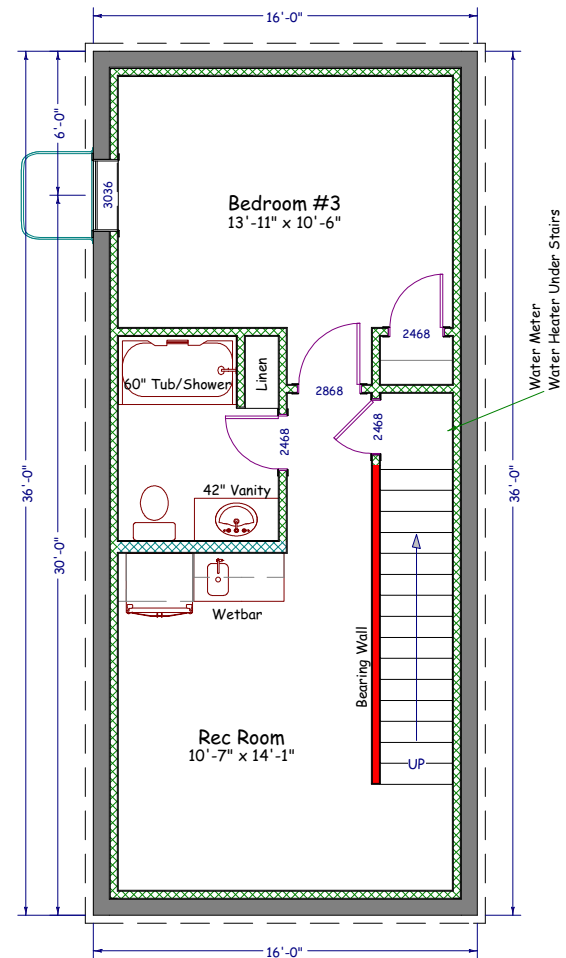 16'-0"
6'-0"
3036
Bedroom #3
13'-11" x 10'-6"
Water Meter
Water Heater Under Stairs
2468
60" Tub/Shower
Linen
2868
2468
2468
42" Vanity
36'-0"
30'-0"
36'-0"
Wetbar
Bearing Wall
Rec Room
10'-7" x 14'-1"
UP
16'-0"